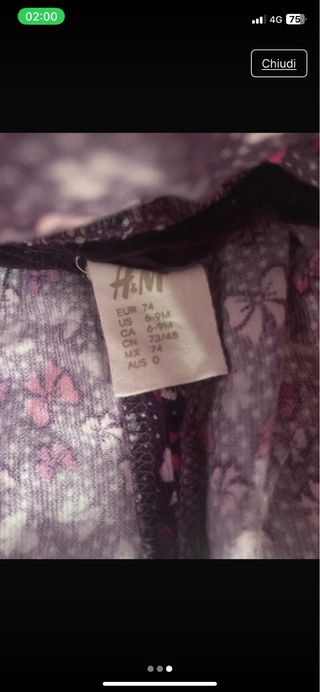 02:00
4G 75
Chiudi
H&M
EUR 74
US 6-9M
CA 6-9M
CN 73/48
MX 74
AUS 0